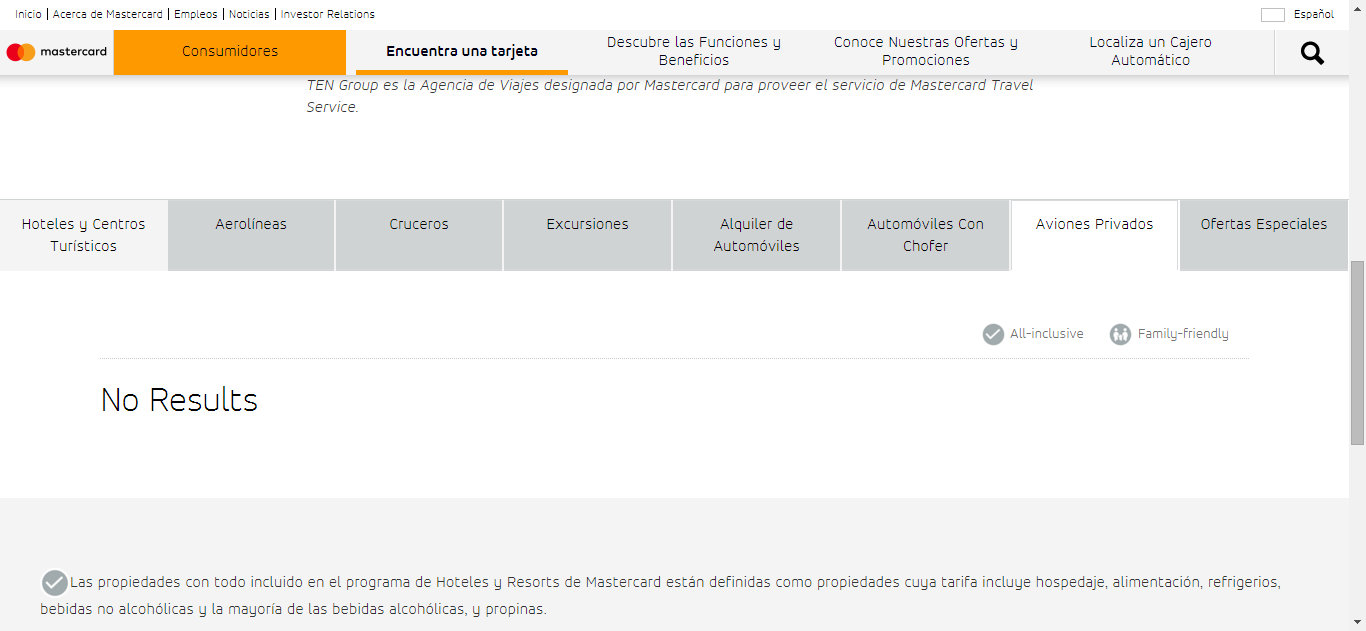 Inicio | Acerca de Mastercard | Empleos | Noticias | Investor Relations
Español
mastercard
Consumidores
Encuentra una tarjeta
Descubre las Funciones y
Beneficios
Conoce Nuestras Ofertas y
Promociones
Localiza un Cajero
Automático
TEN Group es la Agencia de Viajes designada por Mastercard para proveer el servicio de Mastercard Travel
Service.
Hoteles y Centros
Turísticos
Aerolíneas
Cruceros
Excursiones
Alquiler de
Automóviles
Automóviles Con
Chofer
Aviones Privados
Ofertas Especiales
All-inclusive
Family-friendly
No Results
Las propiedades con todo incluido en el programa de Hoteles y Resorts de Mastercard están definidas como propiedades cuya tarifa incluye hospedaje, alimentación, refrigerios,
bebidas no alcohólicas y la mayoría de las bebidas alcohólicas, y propinas.